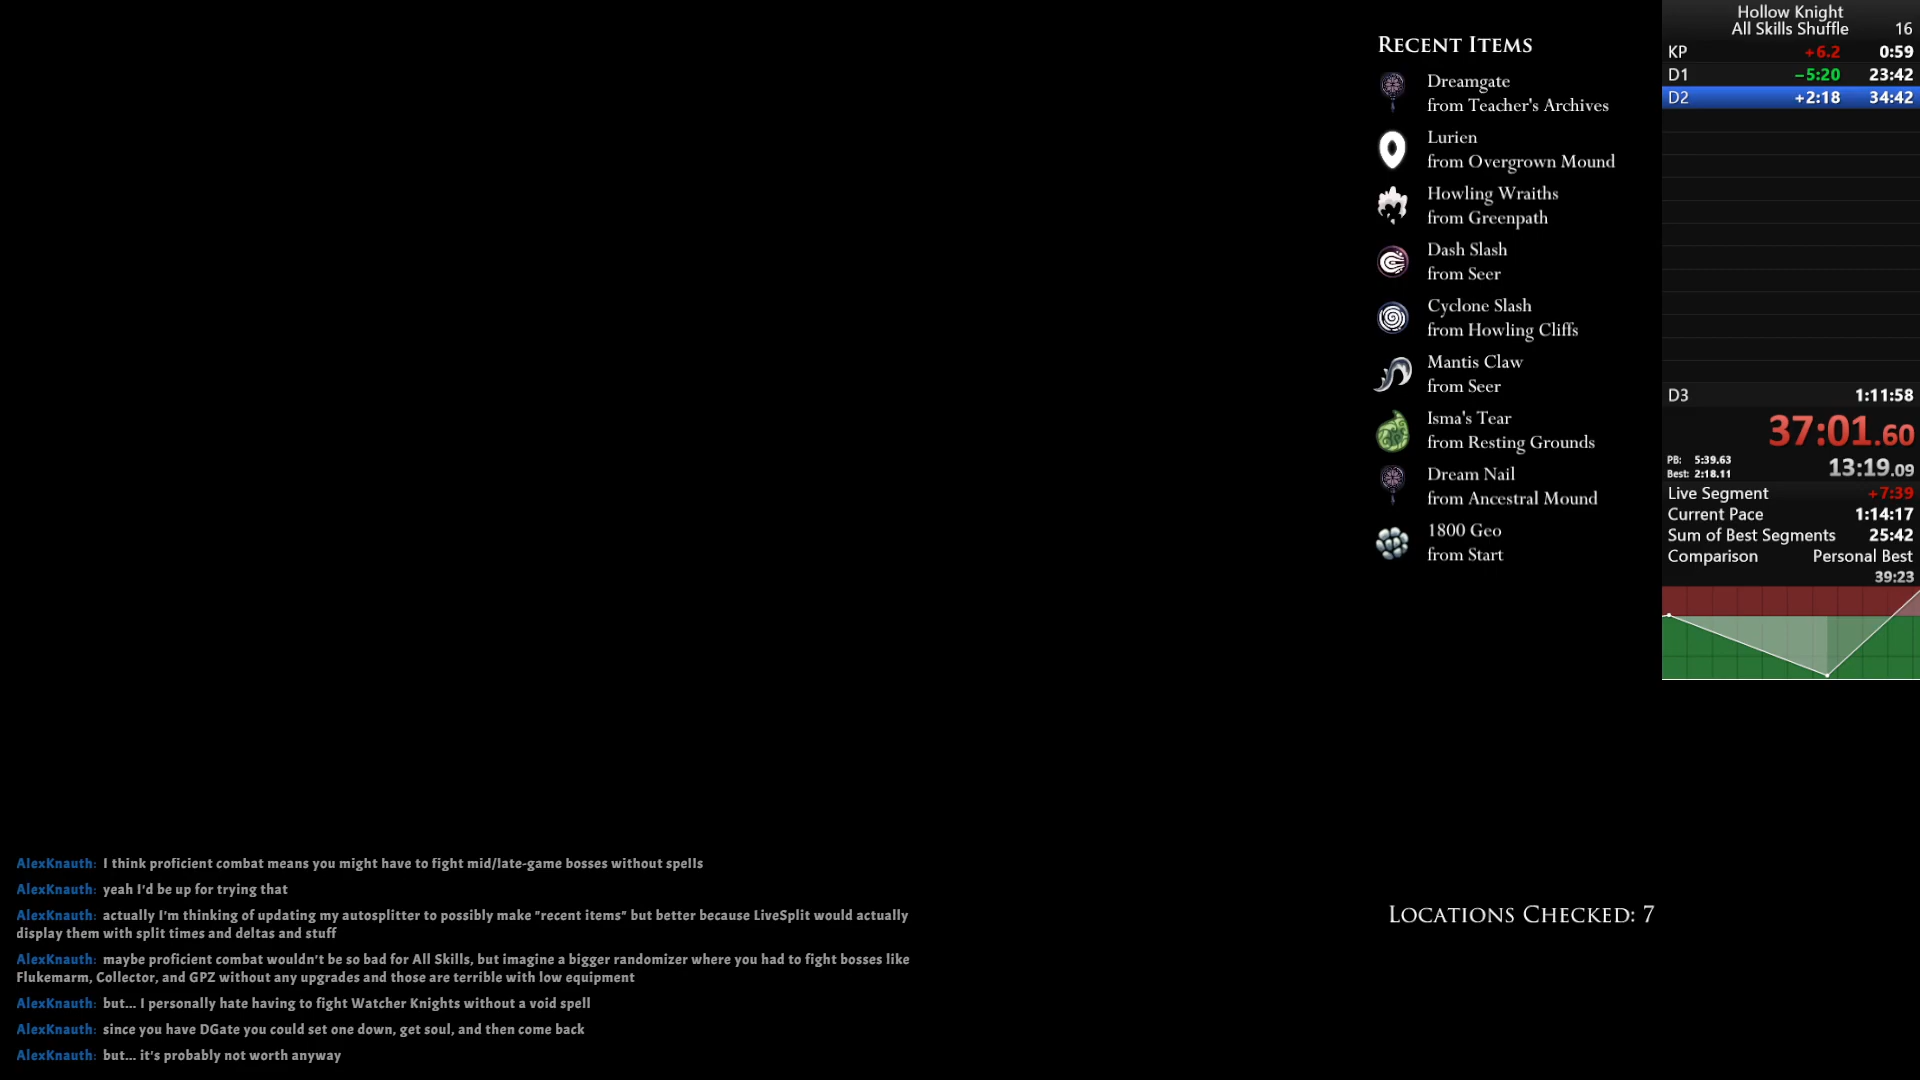 RECENT ITEMS
Dreamgate
from Teacher's Archives
Lurien
from Overgrown Mound
Howling Wraiths
from Greenpath
Dash Slash
from Seer
Cyclone Slash
from Howling Cliffs
Mantis Claw
from Seer
Isma's Tear
from Resting Grounds
Dream Nail
from Ancestral Mound
1800 Geo
from Start
LOCATIONS CHECKED: 7
Hollow Knight
All Skills Shuffle 16
KP +6.2 0:59
D1 −5:20 23:42
D2 +2:18 34:42
D3 1:11:58
37:01.60
PB: 5:39.63
Best: 2:18.11
13:19.09
Live Segment +7:39
Current Pace 1:14:17
Sum of Best Segments 25:42
Comparison Personal Best
39:23
AlexKnauth: I think proficient combat means you might have to fight mid/late-game bosses without spells
AlexKnauth: yeah I'd be up for trying that
AlexKnauth: actually I'm thinking of updating my autosplitter to possibly make "recent items" but better because LiveSplit would actually
display them with split times and deltas and stuff
AlexKnauth: maybe proficient combat wouldn't be so bad for All Skills, but imagine a bigger randomizer where you had to fight bosses like
Flukemarm, Collector, and GPZ without any upgrades and those are terrible with low equipment
AlexKnauth: but... I personally hate having to fight Watcher Knights without a void spell
AlexKnauth: since you have DGate you could set one down, get soul, and then come back
AlexKnauth: but... it's probably not worth anyway